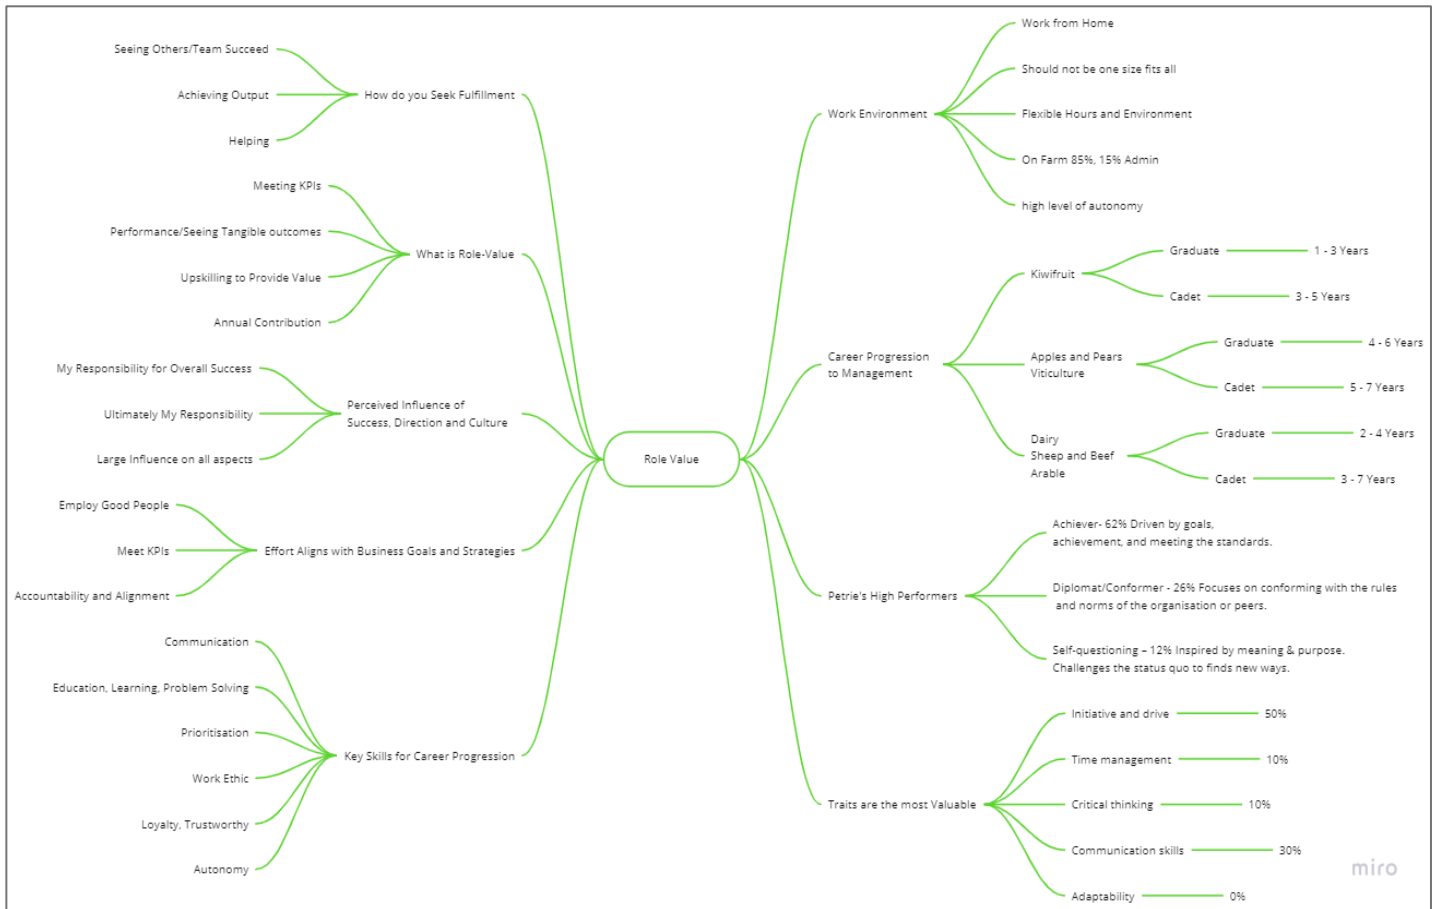 Seeing Others/Team Succeed
Achieving Output
Helping
How do you Seek Fulfillment
Meeting KPIs
Performance/Seeing Tangible outcomes
Upskilling to Provide Value
Annual Contribution
What is Role-Value
My Responsibility for Overall Success
Ultimately My Responsibility
Large Influence on all aspects
Perceived Influence of
Success, Direction and Culture
Employ Good People
Meet KPIs
Accountability and Alignment
Effort Aligns with Business Goals and Strategies
Communication
Education, Learning, Problem Solving
Prioritisation
Work Ethic
Loyalty, Trustworthy
Autonomy
Key Skills for Career Progression
Role Value
Work Environment
Work from Home
Should not be one size fits all
Flexible Hours and Environment
On Farm 85%, 15% Admin
high level of autonomy
Career Progression
to Management
Kiwifruit
Graduate
1 - 3 Years
Cadet
3 - 5 Years
Apples and Pears
Viticulture
Graduate
4 - 6 Years
Cadet
5 - 7 Years
Dairy
Sheep and Beef
Arable
Graduate
2 - 4 Years
Cadet
3 - 7 Years
Petrie's High Performers
Achiever- 62% Driven by goals,
achievement, and meeting the standards.
Diplomat/Conformer - 26% Focuses on conforming with the rules
and norms of the organisation or peers.
Self-questioning – 12% Inspired by meaning & purpose.
Challenges the status quo to finds new ways.
Traits are the most Valuable
Initiative and drive
50%
Time management
10%
Critical thinking
10%
Communication skills
30%
Adaptability
0%
miro